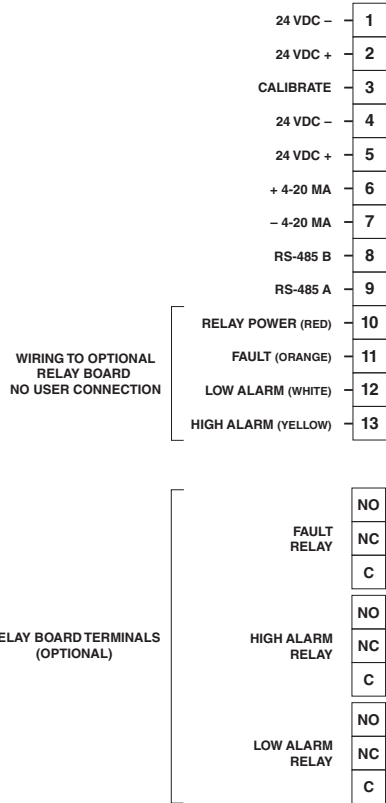 24 VDC – 1
24 VDC + 2
CALIBRATE 3
24 VDC – 4
24 VDC + 5
+ 4-20 MA 6
– 4-20 MA 7
RS-485 B 8
RS-485 A 9
RELAY POWER (RED) 10
FAULT (ORANGE) 11
LOW ALARM (WHITE) 12
HIGH ALARM (YELLOW) 13
WIRING TO OPTIONAL
RELAY BOARD
NO USER CONNECTION
ELAY BOARD TERMINALS
(OPTIONAL)
FAULT
RELAY
NO
NC
C
HIGH ALARM
RELAY
NO
NC
C
LOW ALARM
RELAY
NO
NC
C